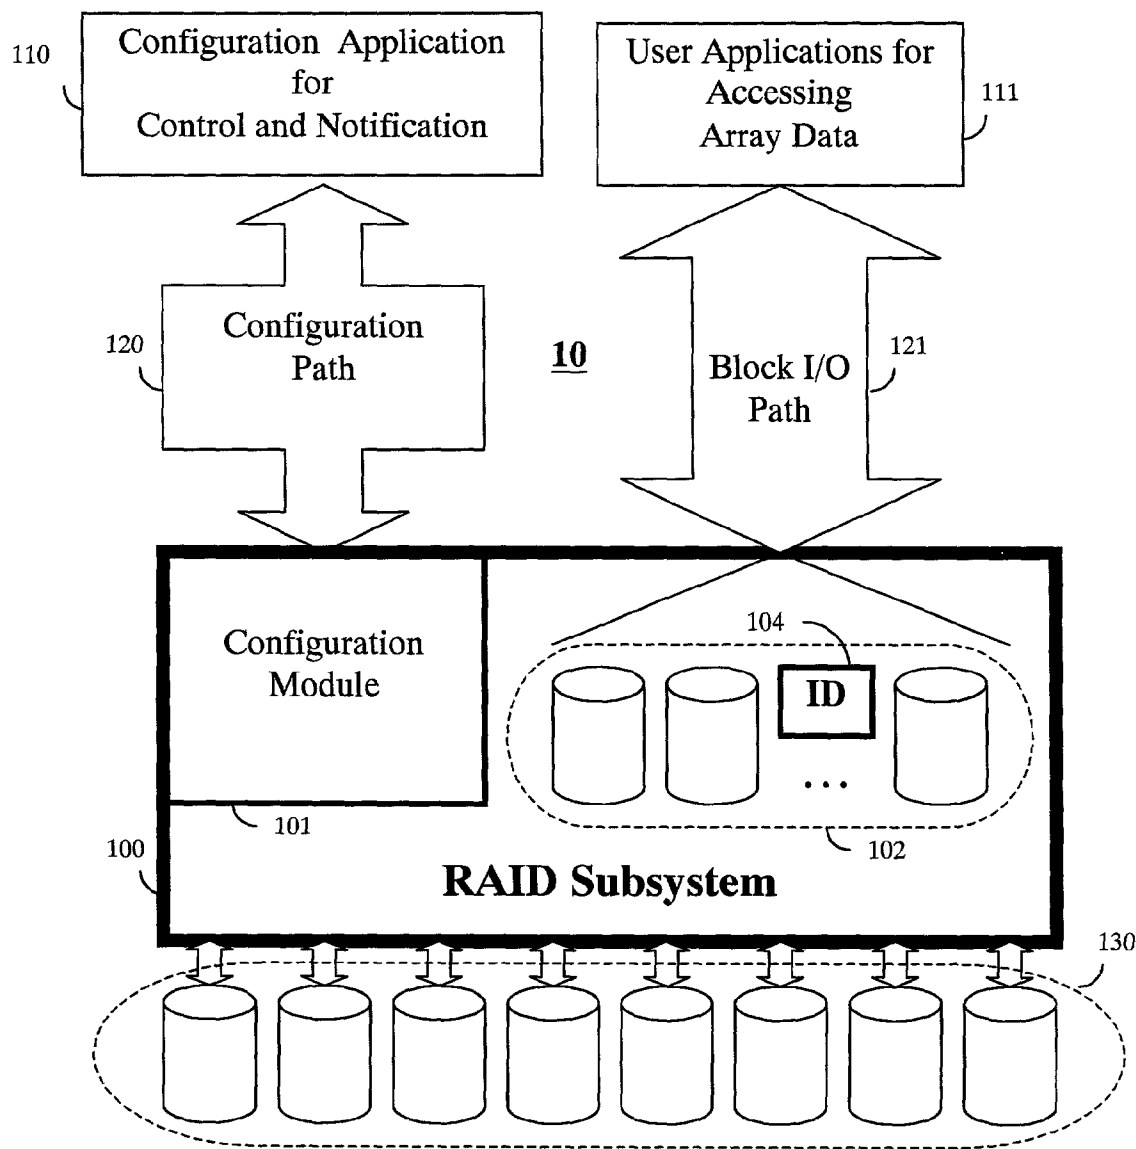 110
Configuration Application
for
Control and Notification
User Applications for
Accessing
Array Data
111
120
Configuration
Path
10
Block I/O
Path
121
Configuration
Module
104
ID
...
101
102
100
RAID Subsystem
130